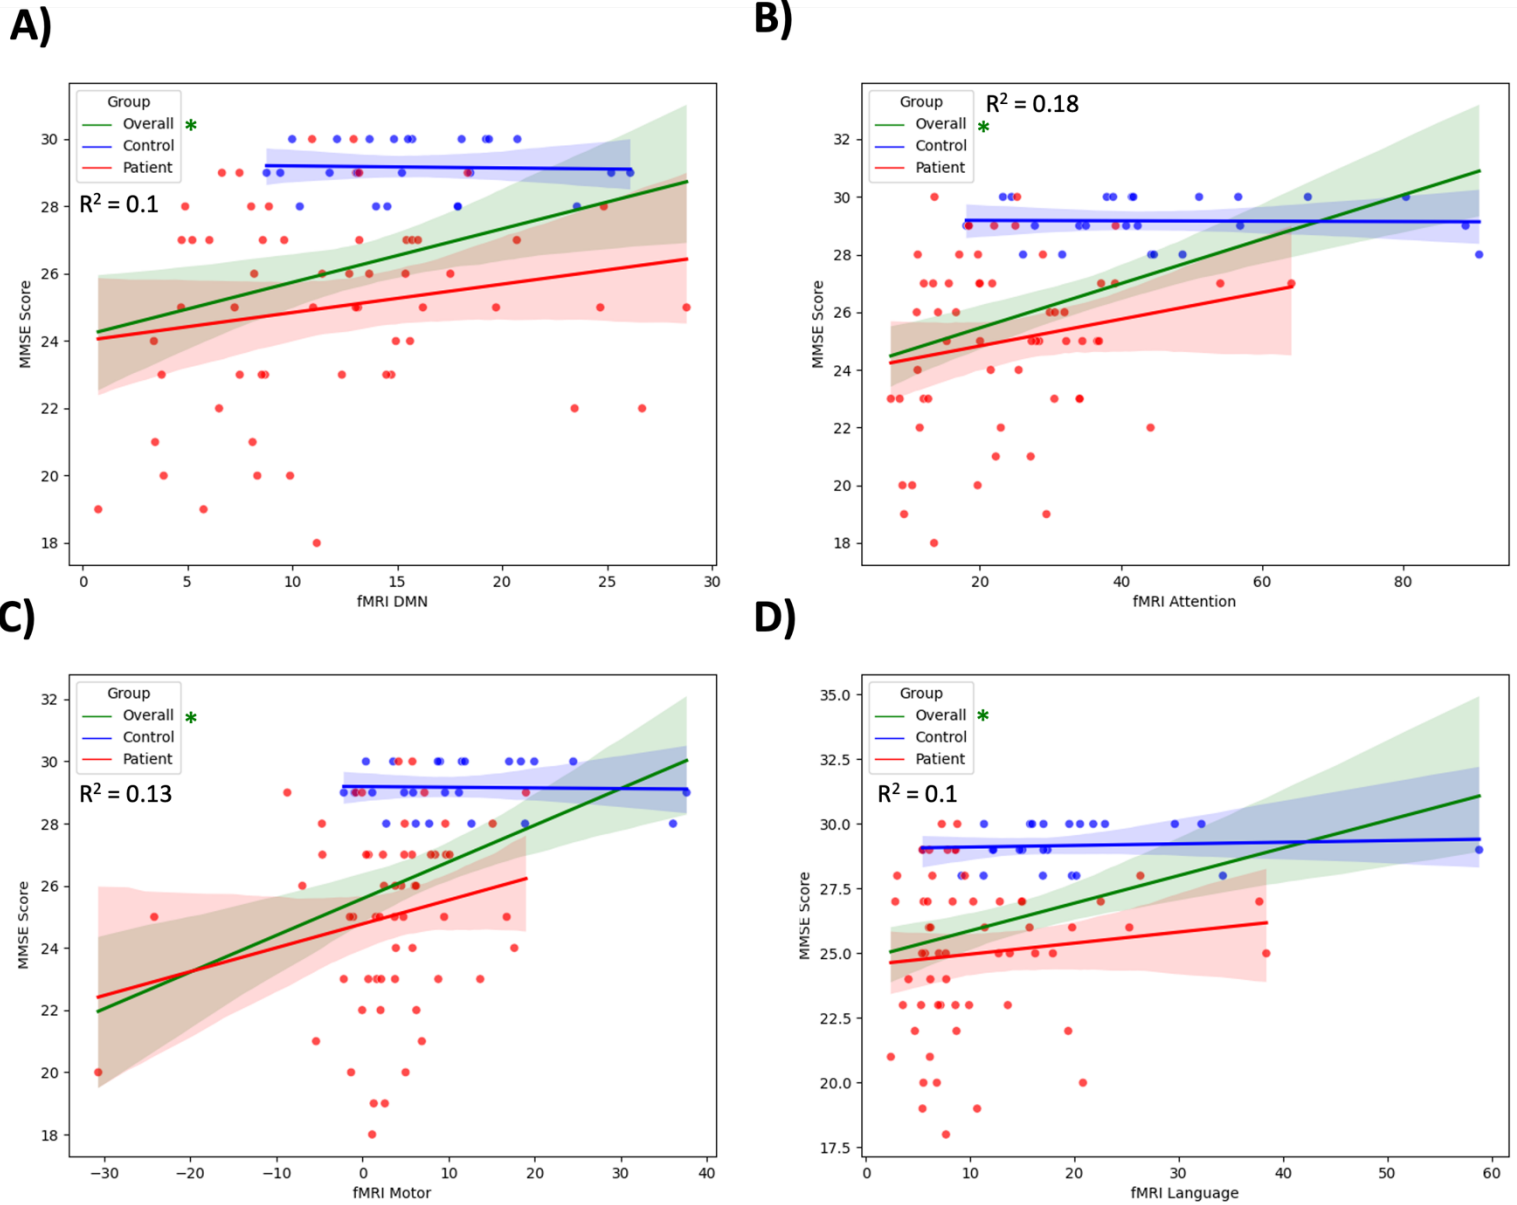 A)
Group
Overall *
Control
Patient
R² = 0.1
30
28
26
24
22
20
18
MMSE Score
0 5 10 15 20 25 30
fMRI DMN
B)
Group
Overall *
Control
Patient
R² = 0.18
32
30
28
26
24
22
20
18
MMSE Score
20 40 60 80
fMRI Attention
C)
Group
Overall *
Control
Patient
R² = 0.13
32
30
28
26
24
22
20
18
MMSE Score
−30 −20 −10 0 10 20 30 40
fMRI Motor
D)
Group
Overall *
Control
Patient
R² = 0.1
35.0
32.5
30.0
27.5
25.0
22.5
20.0
17.5
MMSE Score
0 10 20 30 40 50 60
fMRI Language